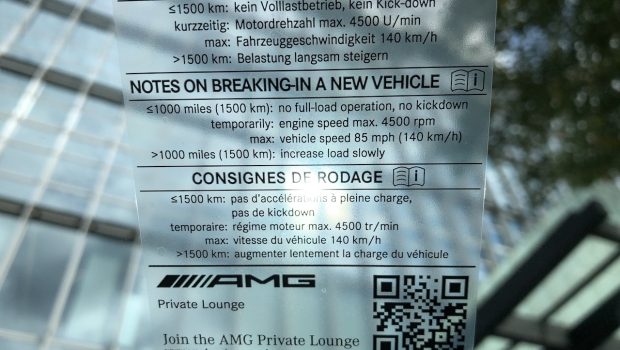 ≤1500 km: kein Volllastbetrieb, kein Kick-down
kurzzeitig: Motordrehzahl max. 4500 U/min
max: Fahrzeuggeschwindigkeit 140 km/h
>1500 km: Belastung langsam steigern
NOTES ON BREAKING-IN A NEW VEHICLE
≤1000 miles (1500 km): no full-load operation, no kickdown
temporarily: engine speed max. 4500 rpm
max: vehicle speed 85 mph (140 km/h)
>1000 miles (1500 km): increase load slowly
CONSIGNES DE RODAGE
≤1500 km: pas d'accélérations à pleine charge,
pas de kickdown
temporaire: régime moteur max. 4500 tr/min
max: vitesse du véhicule 140 km/h
>1500 km: augmenter lentement la charge du véhicule
AMG
Private Lounge
Join the AMG Private Lounge